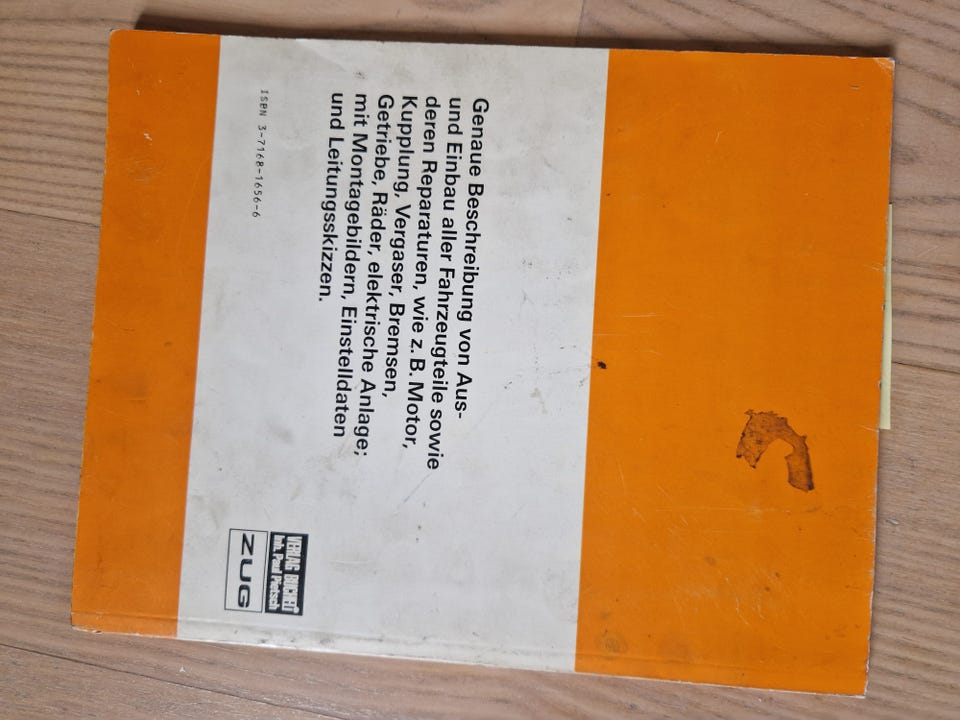 Genaue Beschreibung von Aus-
und Einbau aller Fahrzeugteile sowie
deren Reparaturen, wie z. B. Motor,
Kupplung, Vergaser, Bremsen,
Getriebe, Räder, elektrische Anlage;
mit Montagebildern, Einstelldaten
und Leitungsskizzen.
ISBN 3-7168-1656-6
VERLAG BUCHELI
Inh. Paul Pietsch
ZUG